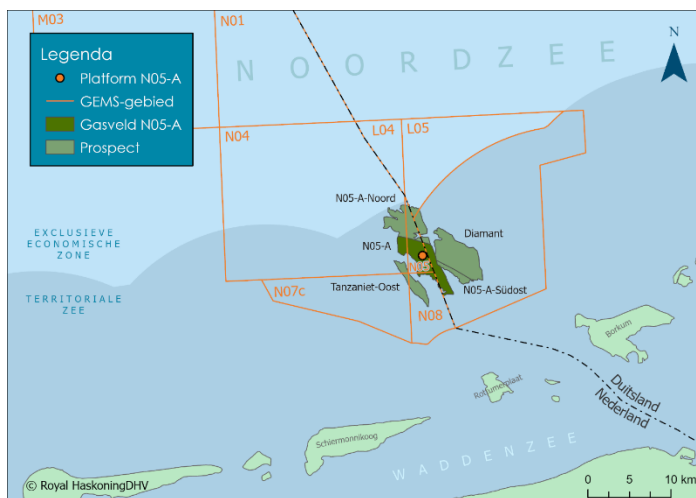 M03
N01
Legenda
Platform N05-A
GEMS-gebied
Gasveld N05-A
Prospect
NOORDZEE
N
N04
L04
L05
N05-A-Noord
Diamant
N05-A
N05
EXCLUSIEVE
ECONOMISCHE
ZONE
TERRITORIALE
ZEE
N07c
Tanzaniet-Oost
N05-A-Südost
N08
Borkum
Rottumerplaat
Duitsland
Nederland
Schiermonnikoog
WADDENZEE
© Royal HaskoningDHV
0 5 10 km